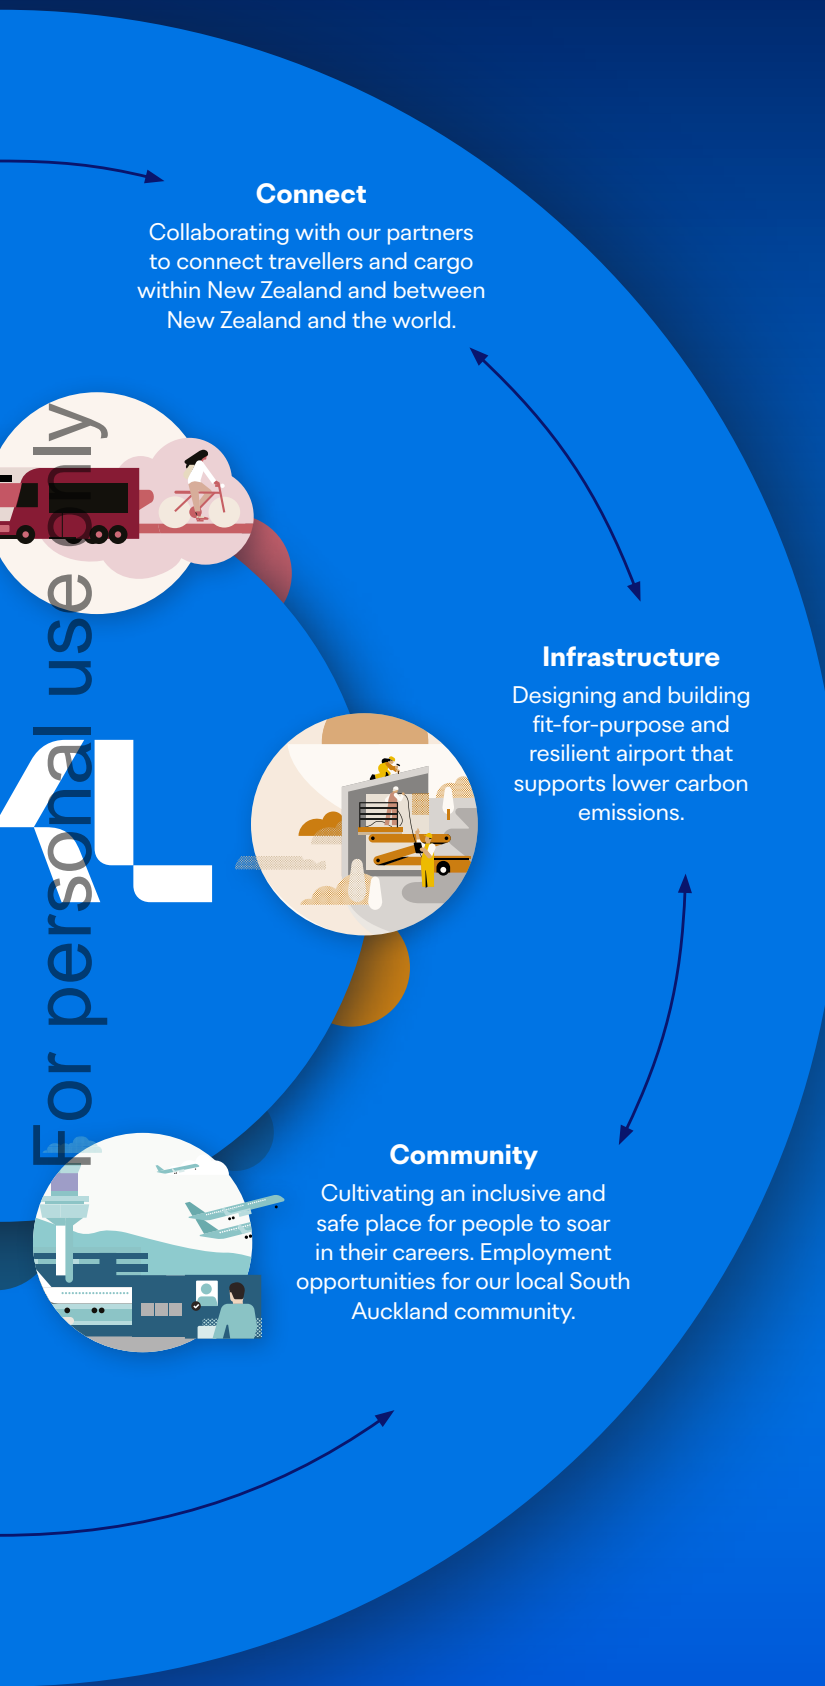 Connect
Collaborating with our partners
to connect travellers and cargo
within New Zealand and between
New Zealand and the world.
For personal use only
Infrastructure
Designing and building
fit-for-purpose and
resilient airport that
supports lower carbon
emissions.
Community
Cultivating an inclusive and
safe place for people to soar
in their careers. Employment
opportunities for our local South
Auckland community.